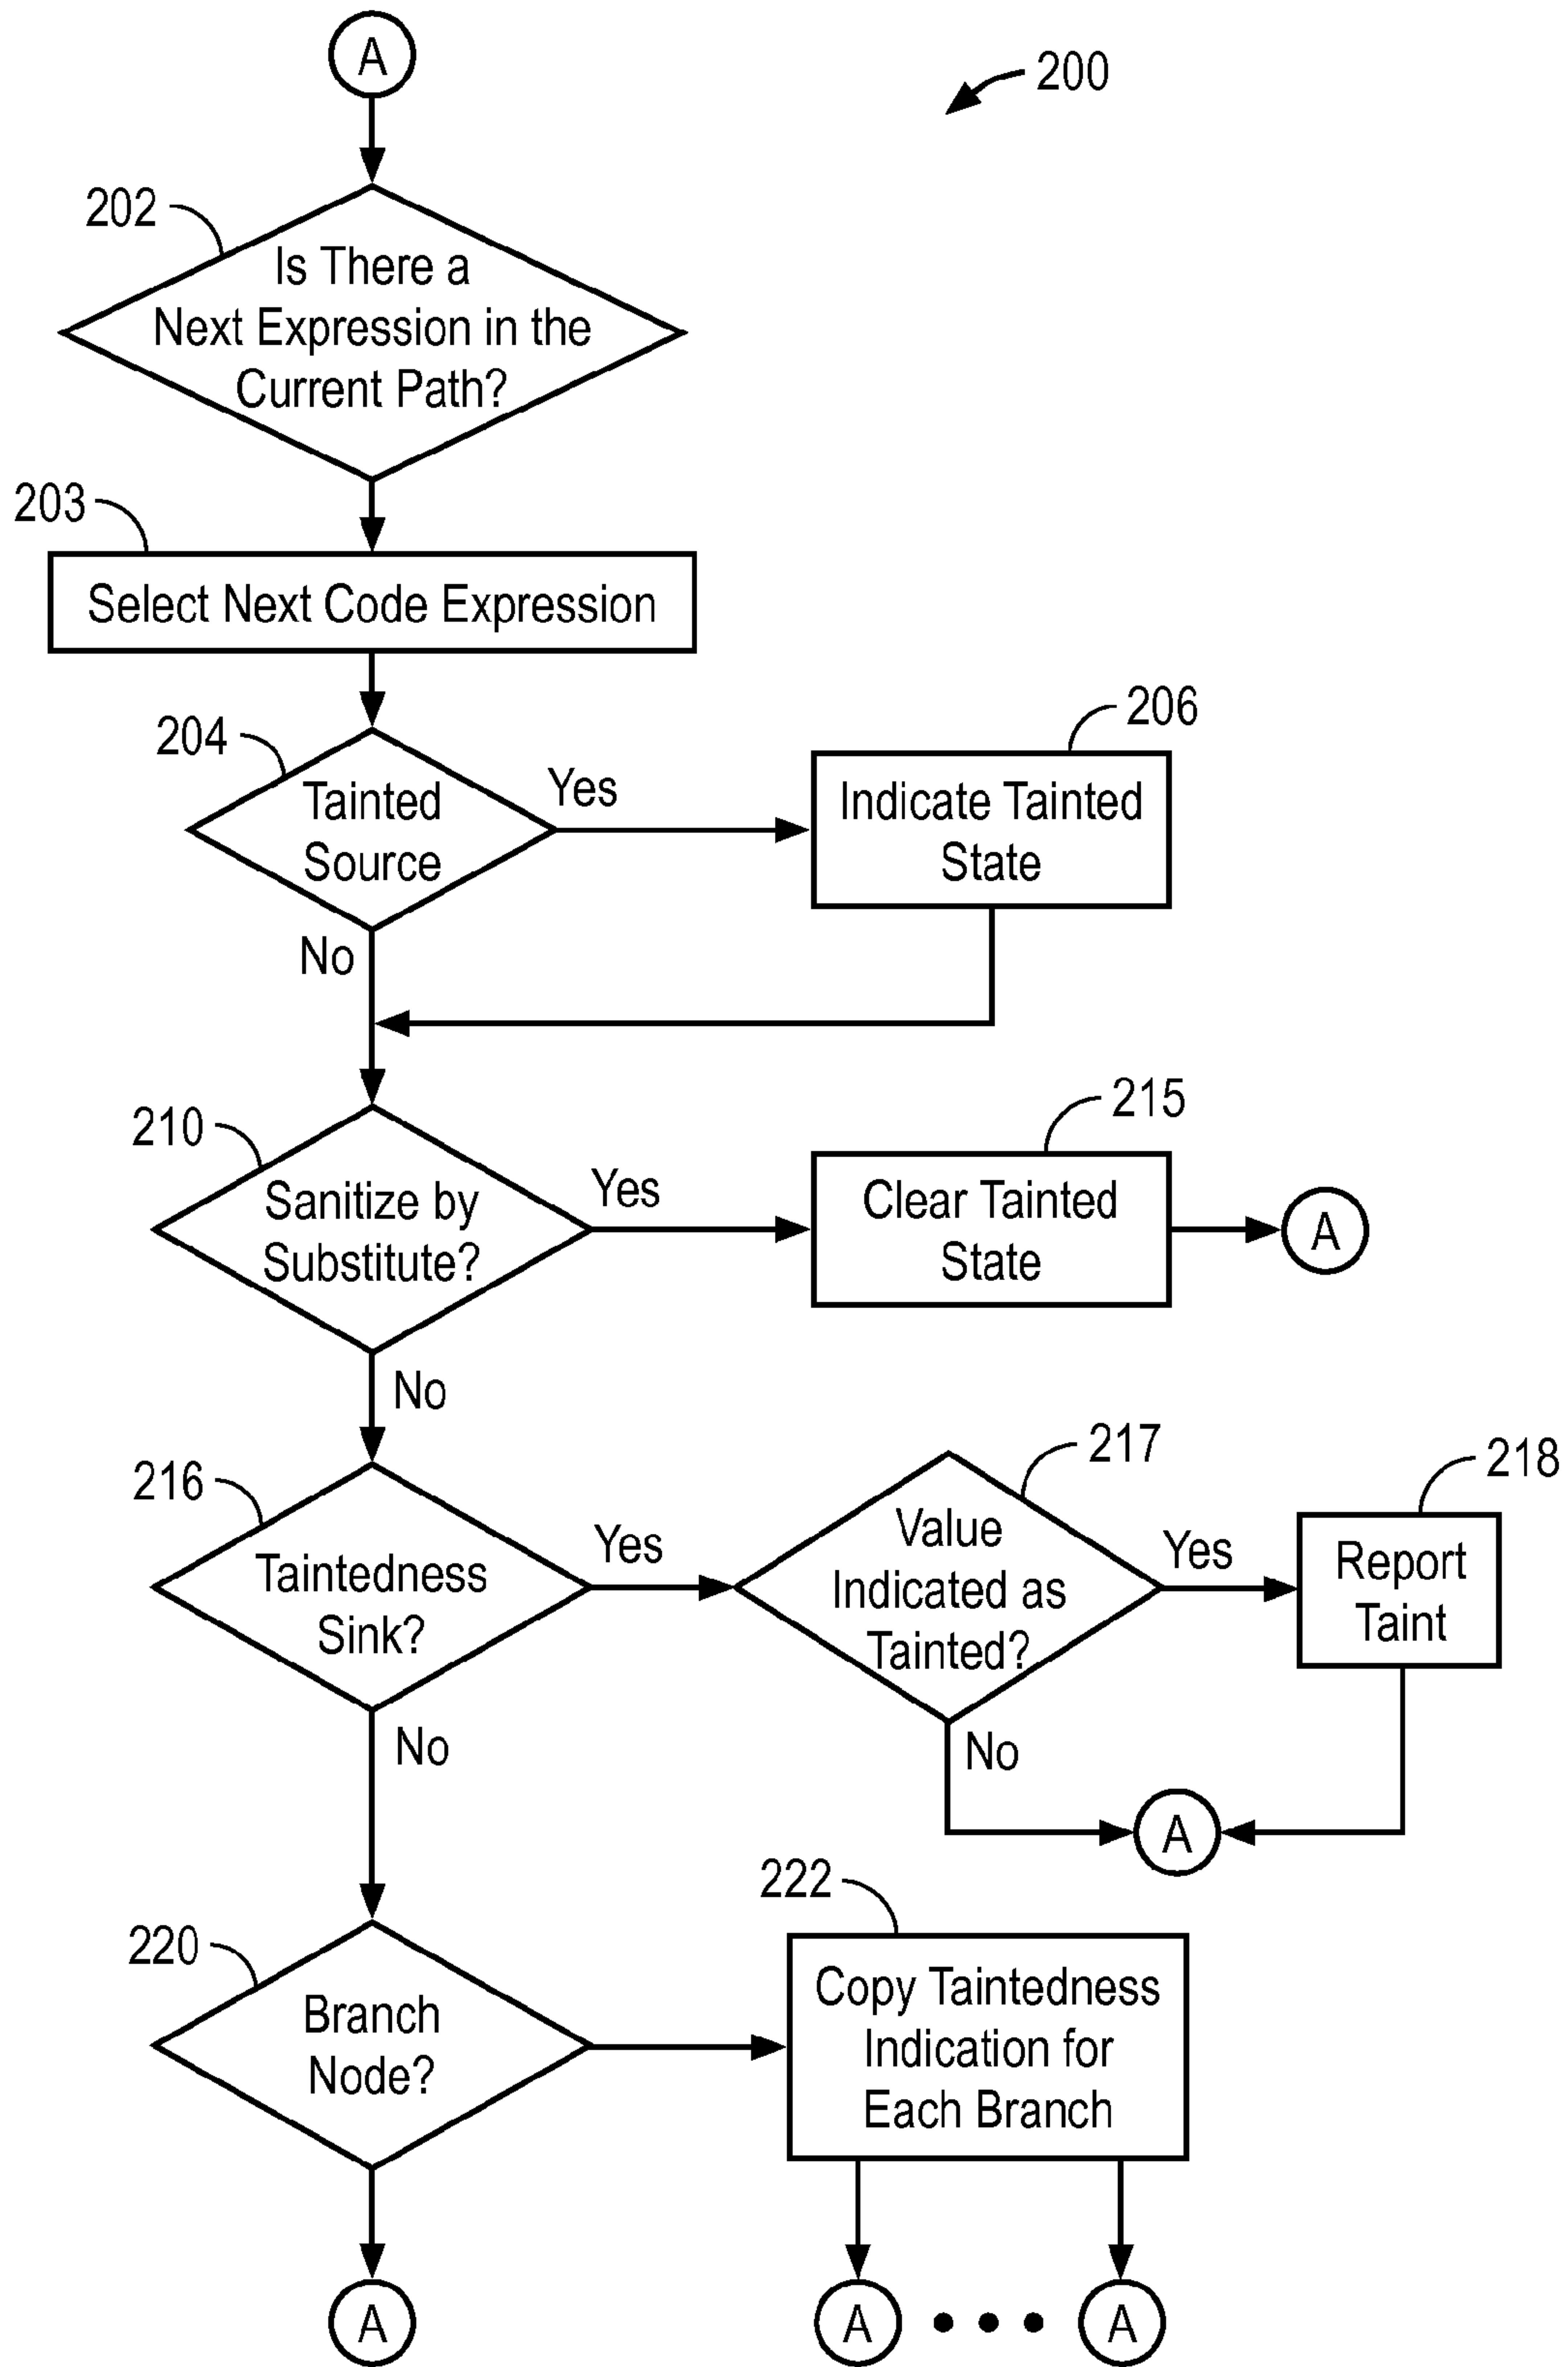 A
200
202
Is There a
Next Expression in the
Current Path?
203
Select Next Code Expression
204
Tainted
Source
Yes
206
Indicate Tainted
State
No
210
Sanitize by
Substitute?
Yes
215
Clear Tainted
State
A
No
216
Taintedness
Sink?
Yes
217
Value
Indicated as
Tainted?
Yes
218
Report
Taint
No
No
A
220
Branch
Node?
222
Copy Taintedness
Indication for
Each Branch
A
A
A